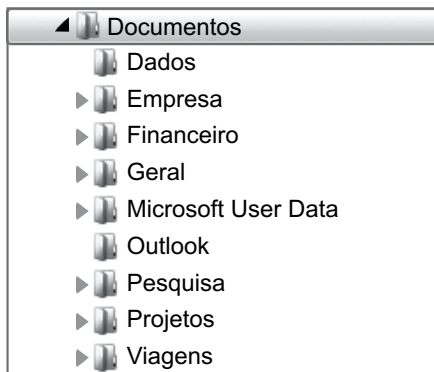 Documentos
Dados
Empresa
Financeiro
Geral
Microsoft User Data
Outlook
Pesquisa
Projetos
Viagens